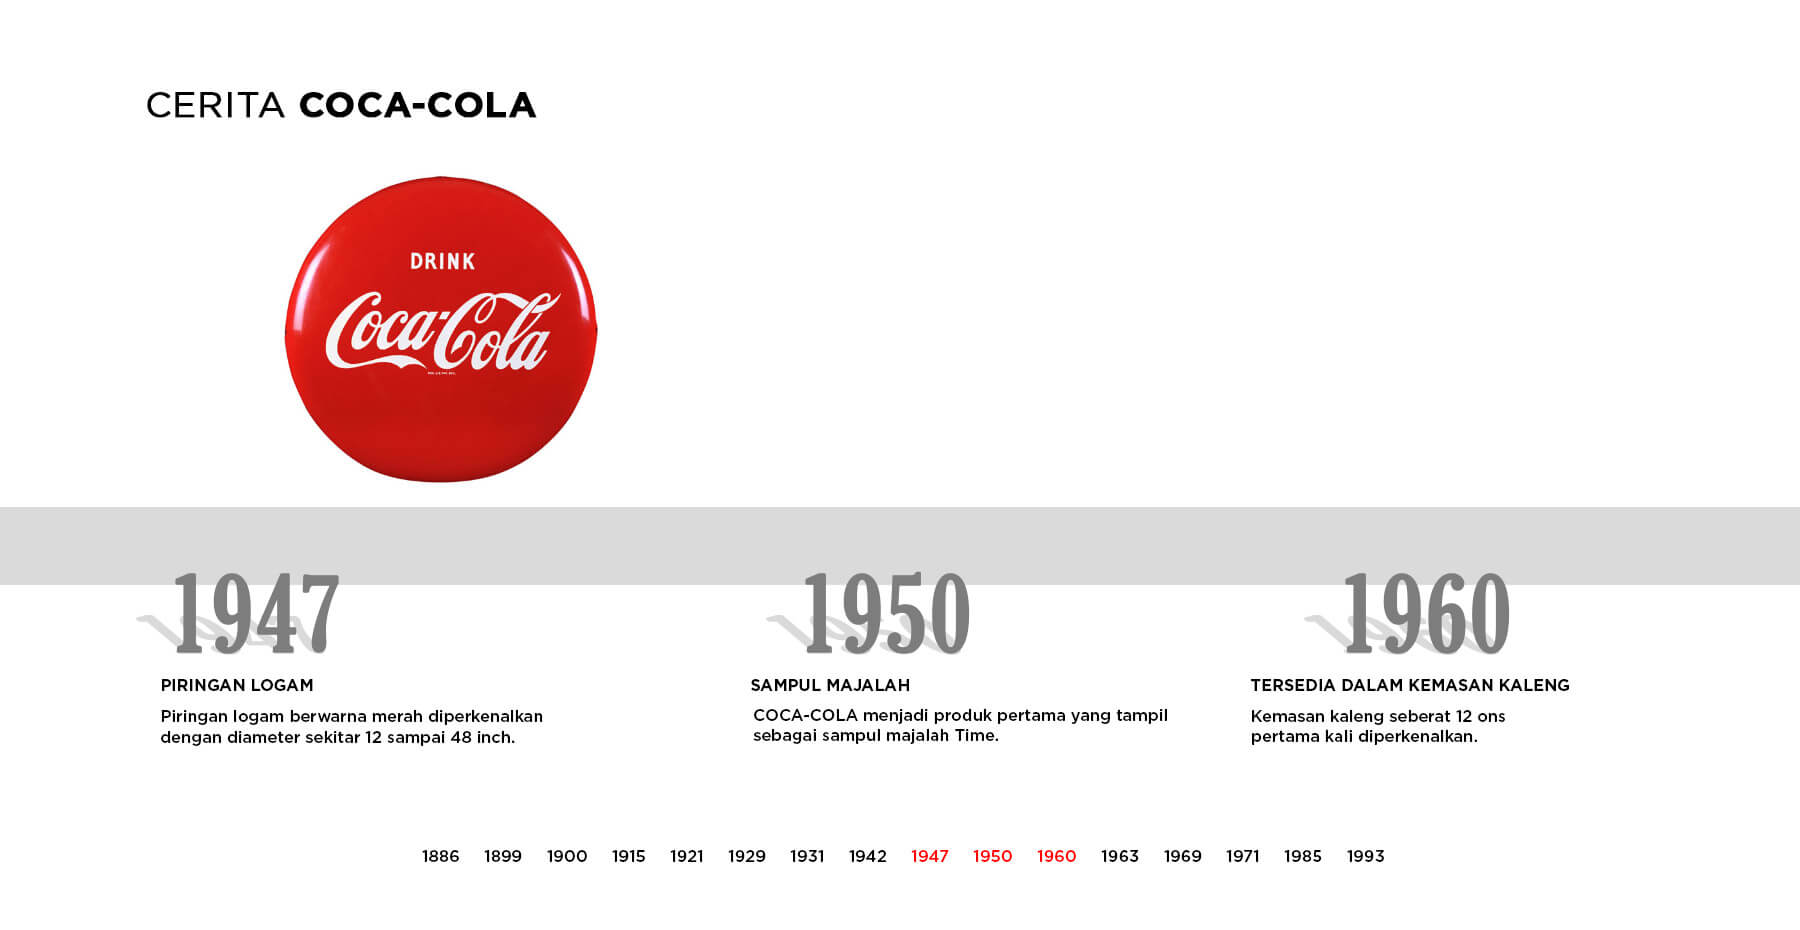 CERITA COCA-COLA
DRINK
Coca-Cola
1947
PIRINGAN LOGAM
Piringan logam berwarna merah diperkenalkan
dengan diameter sekitar 12 sampai 48 inch.
1950
SAMPUL MAJALAH
COCA-COLA menjadi produk pertama yang tampil
sebagai sampul majalah Time.
1960
TERSEDIA DALAM KEMASAN KALENG
Kemasan kaleng seberat 12 ons
pertama kali diperkenalkan.
1886 1899 1900 1915 1921 1929 1931 1942 1947 1950 1960 1963 1969 1971 1985 1993